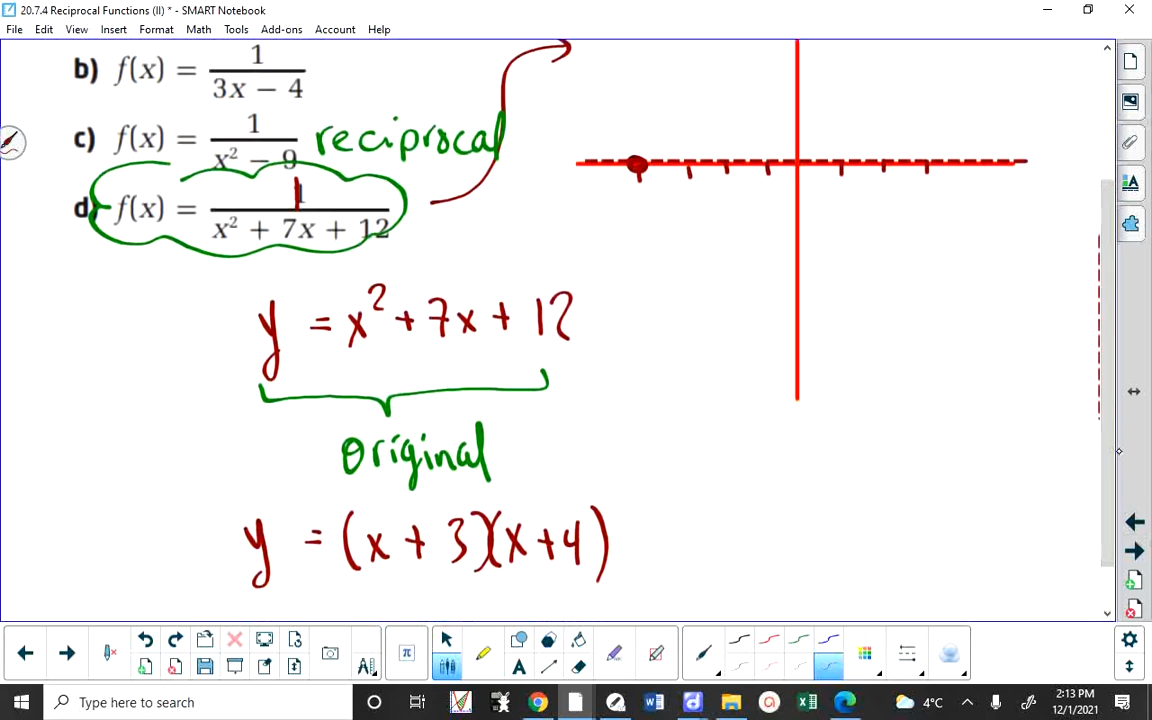 20.7.4 Reciprocal Functions (II) * - SMART Notebook
File Edit View Insert Format Math Tools Add-ons Account Help
b) f(x) = 1 / (3x − 4)
c) f(x) = 1 / (x² − 9) reciprocal
d) f(x) = 1 / (x² + 7x + 12)
y = x² + 7x + 12
original
y = (x + 3)(x + 4)
π A
A
Type here to search
4°C
2:13 PM
12/1/2021